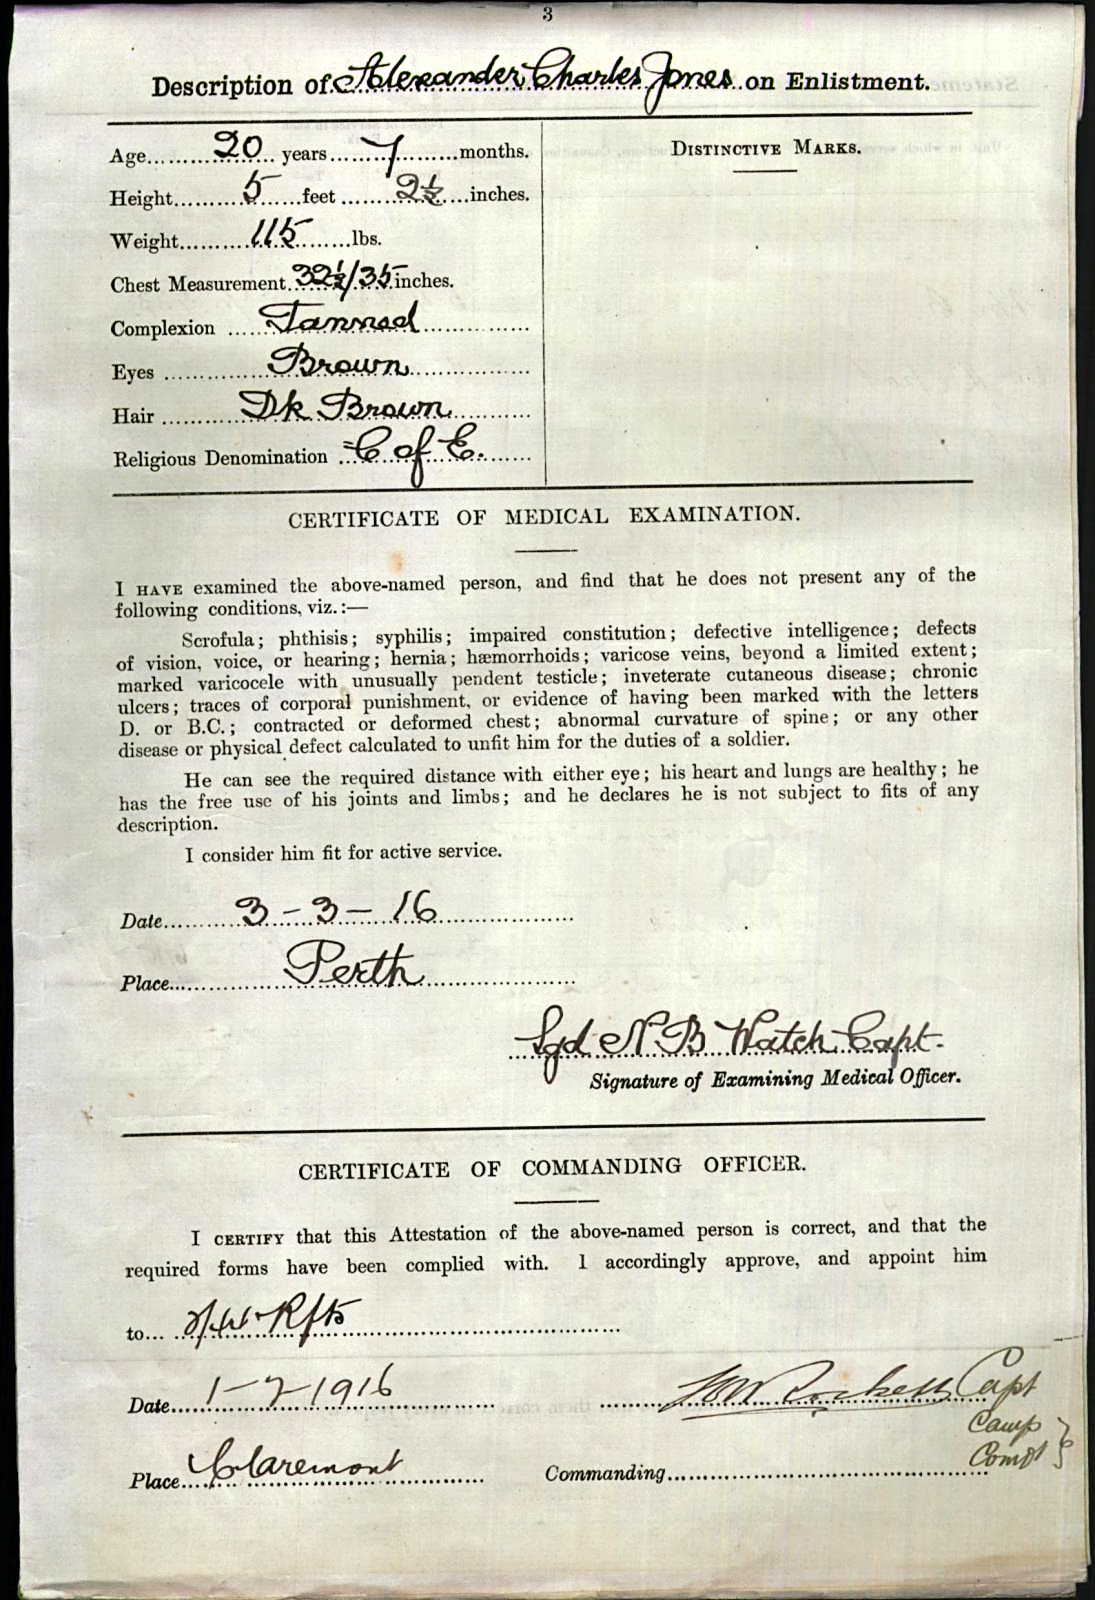 3
Description of Alexander Charles Jones on Enlistment.
Age 20 years 7 months.
Height 5 feet 2½ inches.
Weight 115 lbs.
Chest Measurement 32½/35 inches.
Complexion Tanned
Eyes Brown
Hair Dk Brown
Religious Denomination C of E.
DISTINCTIVE MARKS.
CERTIFICATE OF MEDICAL EXAMINATION.
I HAVE examined the above-named person, and find that he does not present any of the
following conditions, viz.:—
Scrofula; phthisis; syphilis; impaired constitution; defective intelligence; defects
of vision, voice, or hearing; hernia; hæmorrhoids; varicose veins, beyond a limited extent;
marked varicocele with unusually pendent testicle; inveterate cutaneous disease; chronic
ulcers; traces of corporal punishment, or evidence of having been marked with the letters
D. or B.C.; contracted or deformed chest; abnormal curvature of spine; or any other
disease or physical defect calculated to unfit him for the duties of a soldier.
He can see the required distance with either eye; his heart and lungs are healthy; he
has the free use of his joints and limbs; and he declares he is not subject to fits of any
description.
I consider him fit for active service.
Date 3-3-16
Place Perth
Sgd N B Watch Capt.
Signature of Examining Medical Officer.
CERTIFICATE OF COMMANDING OFFICER.
I CERTIFY that this Attestation of the above-named person is correct, and that the
required forms have been complied with. I accordingly approve, and appoint him
to Rfts
Date 1-7-1916
Capt
Camp
Comdt
Place Claremont
Commanding